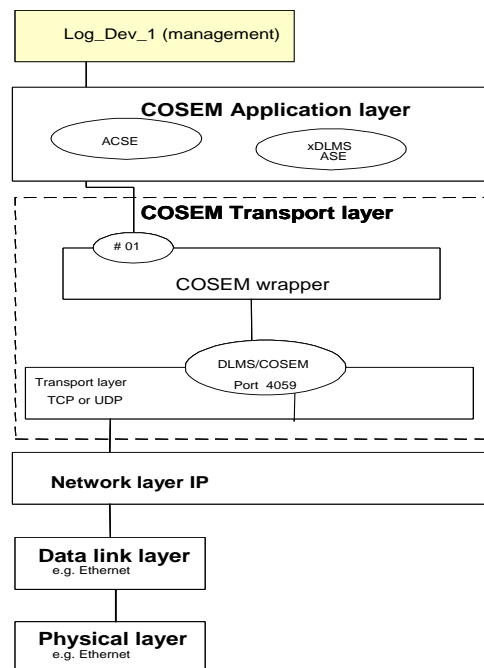 Log_Dev_1 (management)
COSEM Application layer
ACSE
xDLMS
ASE
COSEM Transport layer
# 01
COSEM wrapper
DLMS/COSEM
Port 4059
Transport layer
TCP or UDP
Network layer IP
Data link layer
e.g. Ethernet
Physical layer
e.g. Ethernet